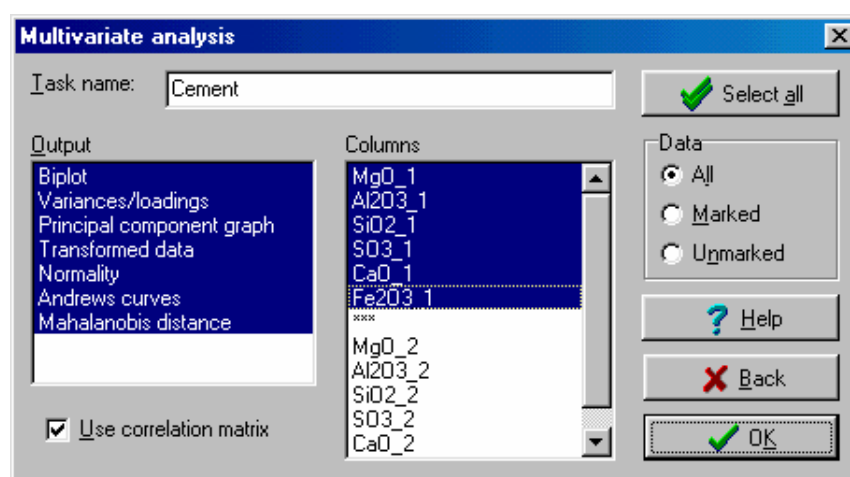 Multivariate analysis
Task name:
Cement
Select all
Output
Biplot
Variances/loadings
Principal component graph
Transformed data
Normality
Andrews curves
Mahalanobis distance
Use correlation matrix
Columns
MgO_1
Al2O3_1
SiO2_1
SO3_1
CaO_1
Fe2O3_1
***
MgO_2
Al2O3_2
SiO2_2
SO3_2
CaO_2
Data
All
Marked
Unmarked
Help
Back
OK